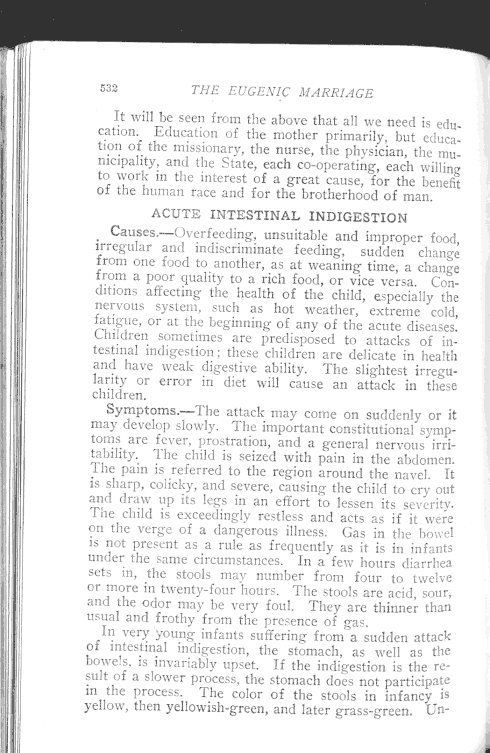 532 THE EUGENIC MARRIAGE
It will be seen from the above that all we need is edu-
cation. Education of the mother primarily, but educa-
tion of the missionary, the nurse, the physician, the mu-
nicipality, and the State, each co-operating, each willing
to work in the interest of a great cause, for the benefit
of the human race and for the brotherhood of man.
ACUTE INTESTINAL INDIGESTION
Causes.—Overfeeding, unsuitable and improper food,
irregular and indiscriminate feeding, sudden change
from one food to another, as at weaning time, a change
from a poor quality to a rich food, or vice versa. Con-
ditions affecting the health of the child, especially the
nervous system, such as hot weather, extreme cold,
fatigue, or at the beginning of any of the acute diseases.
Children sometimes are predisposed to attacks of in-
testinal indigestion; these children are delicate in health
and have weak digestive ability. The slightest irregu-
larity or error in diet will cause an attack in these
children.
Symptoms.—The attack may come on suddenly or it
may develop slowly. The important constitutional symp-
toms are fever, prostration, and a general nervous irri-
tability. The child is seized with pain in the abdomen.
The pain is referred to the region around the navel. It
is sharp, colicky, and severe, causing the child to cry out
and draw up its legs in an effort to lessen its severity.
The child is exceedingly restless and acts as if it were
on the verge of a dangerous illness. Gas in the bowel
is not present as a rule as frequently as it is in infants
under the same circumstances. In a few hours diarrhea
sets in, the stools may number from four to twelve
or more in twenty-four hours. The stools are acid, sour,
and the odor may be very foul. They are thinner than
usual and frothy from the presence of gas.
In very young infants suffering from a sudden attack
of intestinal indigestion, the stomach, as well as the
bowels, is invariably upset. If the indigestion is the re-
sult of a slower process, the stomach does not participate
in the process. The color of the stools in infancy is
yellow, then yellowish-green, and later grass-green. Un-